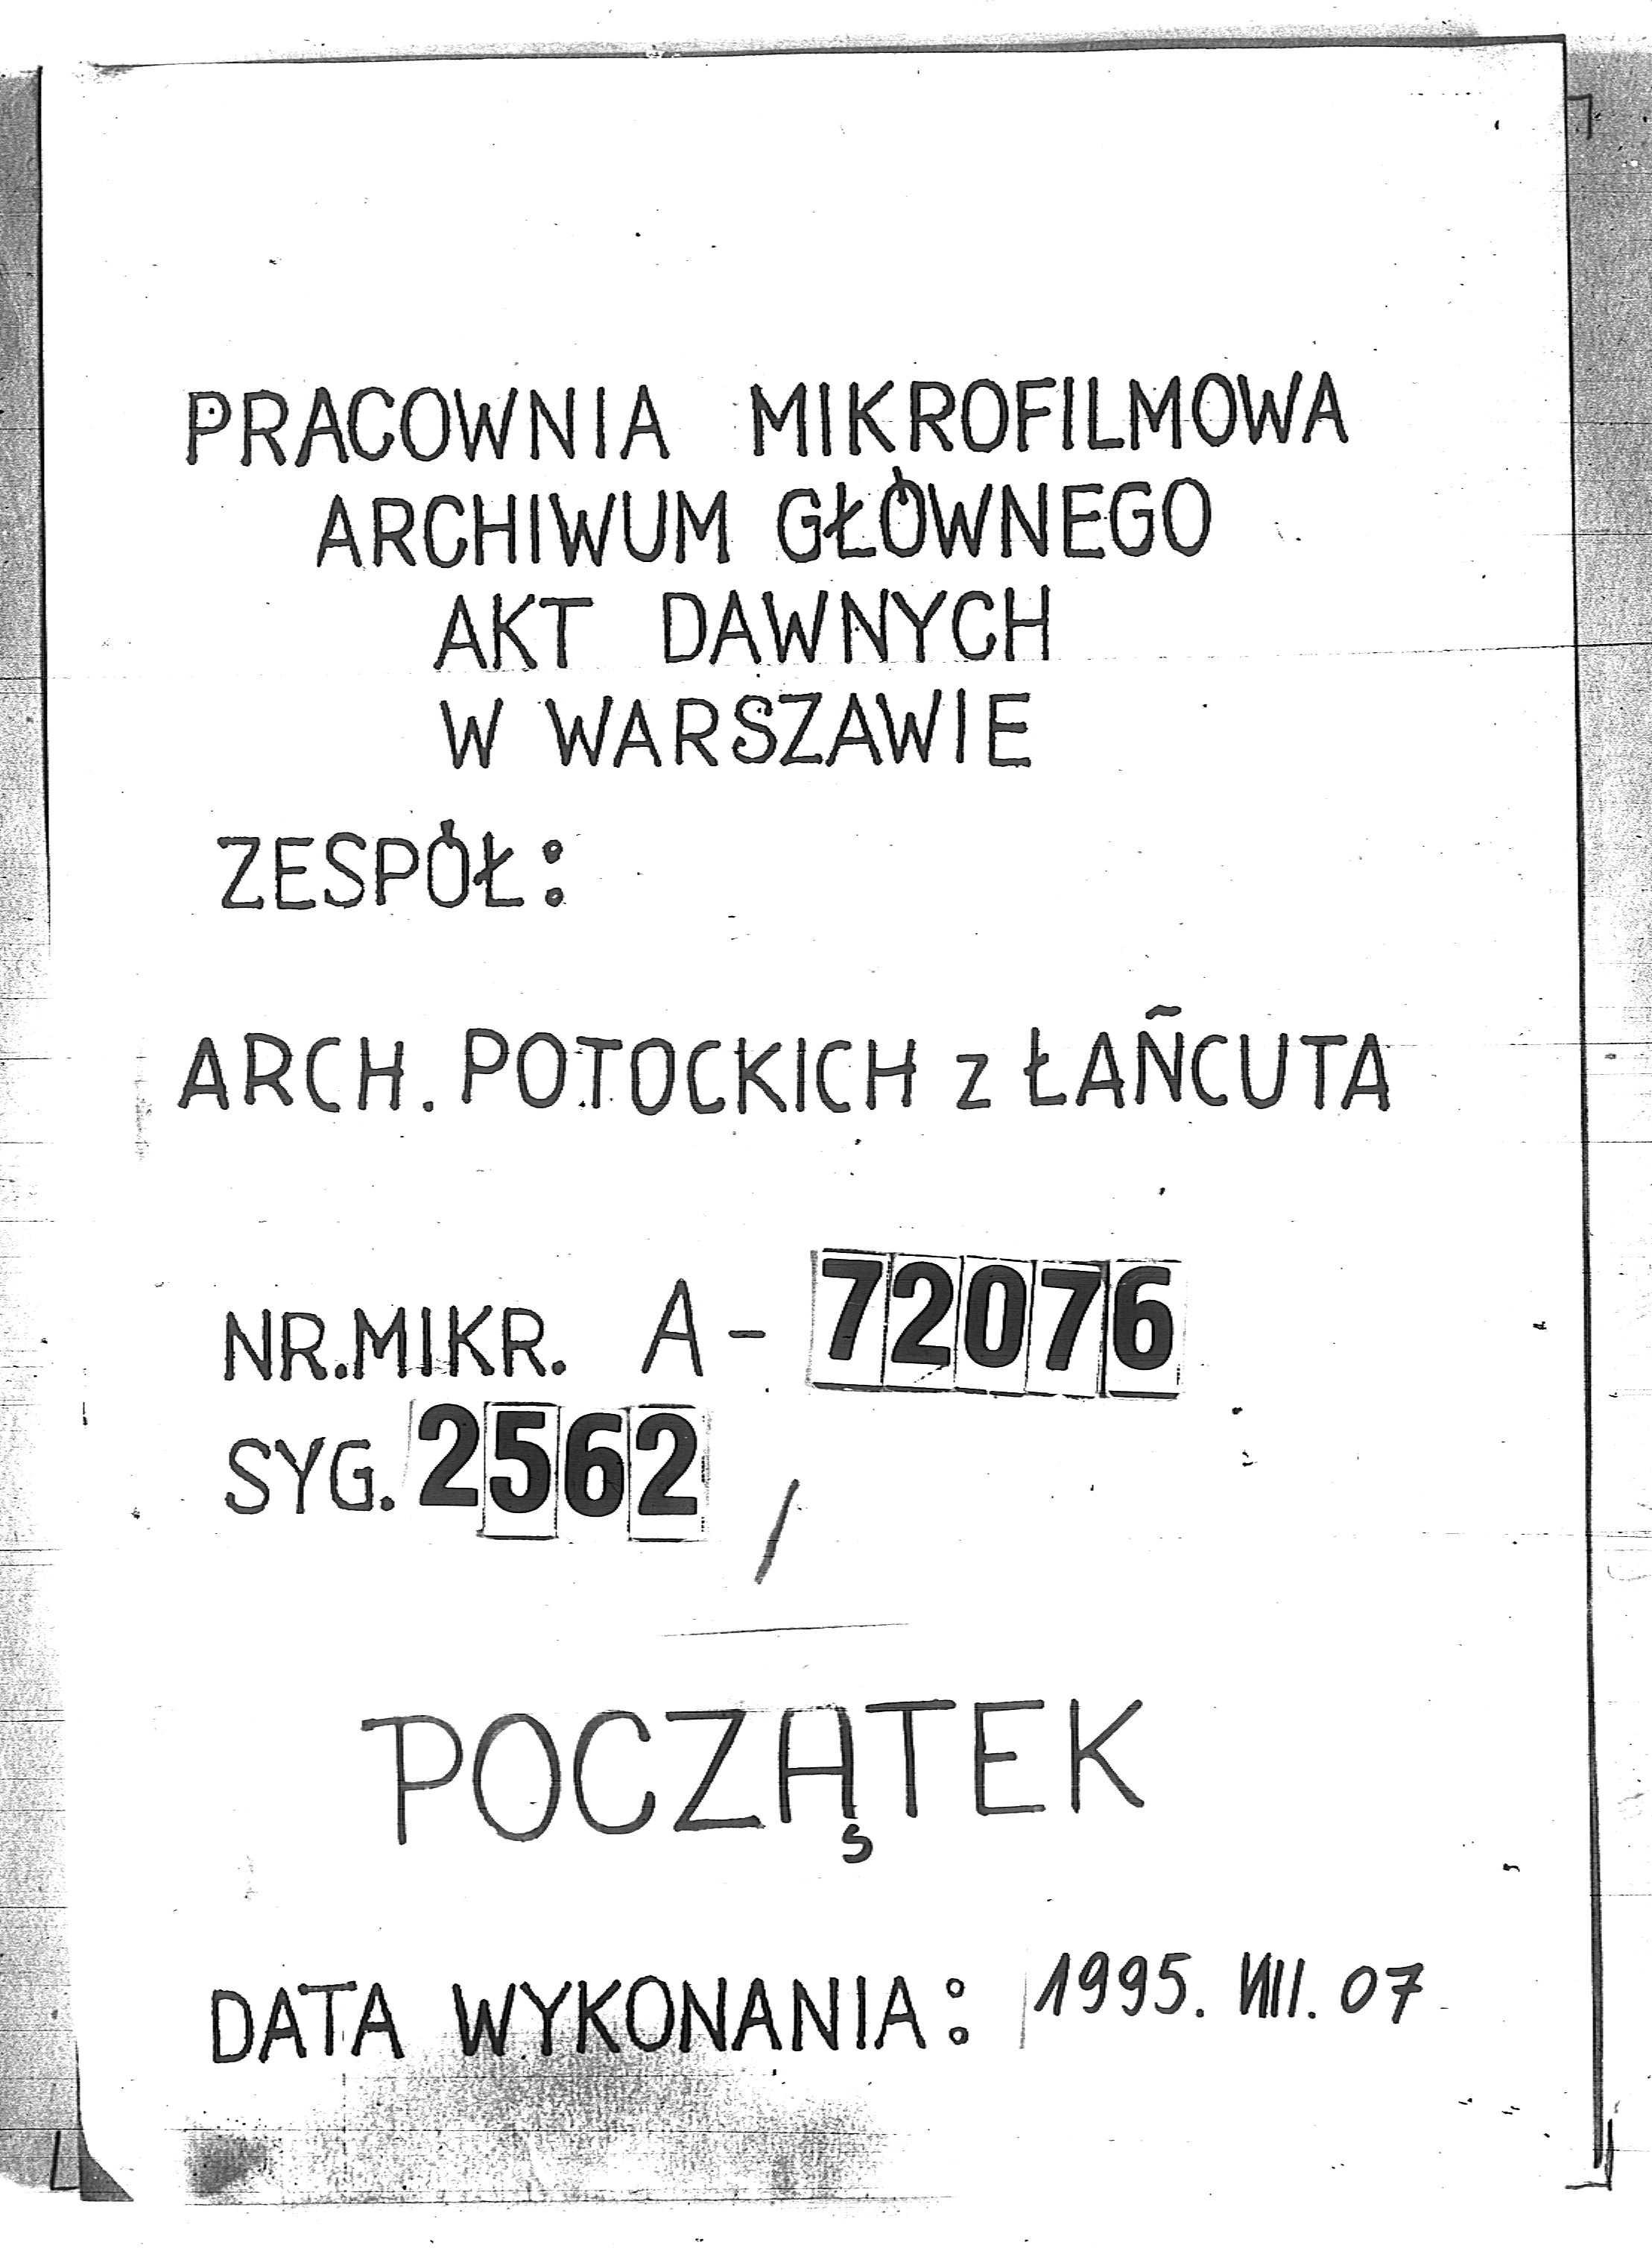 PRACOWNIA MIKROFILMOWA
ARCHIWUM GŁÓWNEGO
AKT DAWNYCH
W WARSZAWIE
ZESPÓŁ:
ARCH. POTOCKICH z ŁAŃCUTA
NR. MIKR. A-72076
SYG. 2562 /
POCZĄTEK
DATA WYKONANIA: 1995. VIII. 07